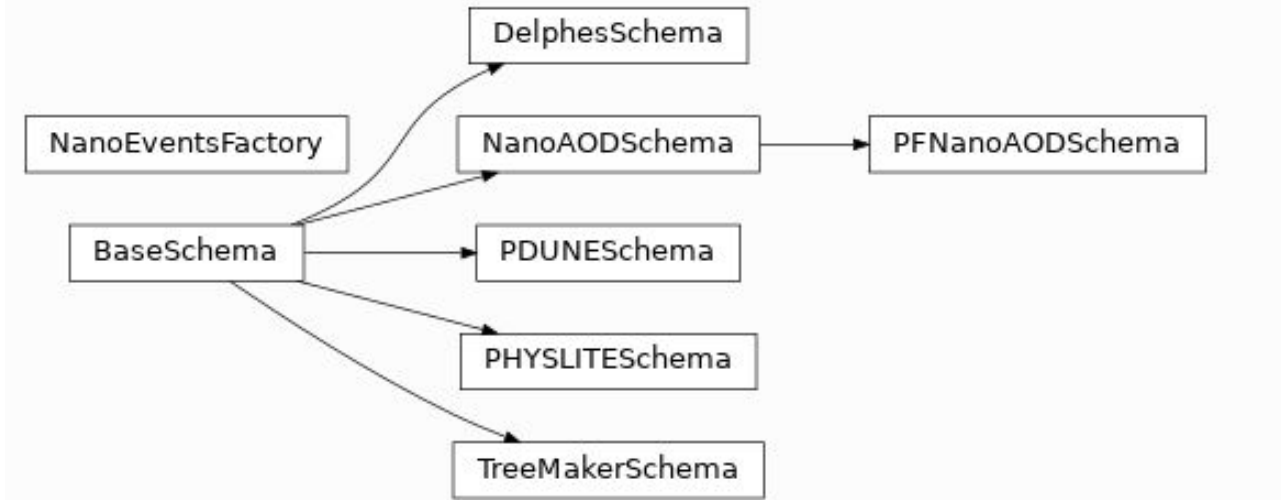 DelphesSchema
NanoEventsFactory
NanoAODSchema
PFNanoAODSchema
BaseSchema
PDUNESchema
PHYSLITESchema
TreeMakerSchema